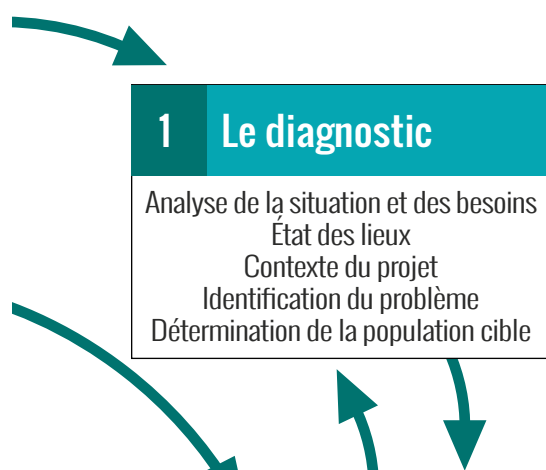 1 Le diagnostic
Analyse de la situation et des besoins
État des lieux
Contexte du projet
Identification du problème
Détermination de la population cible